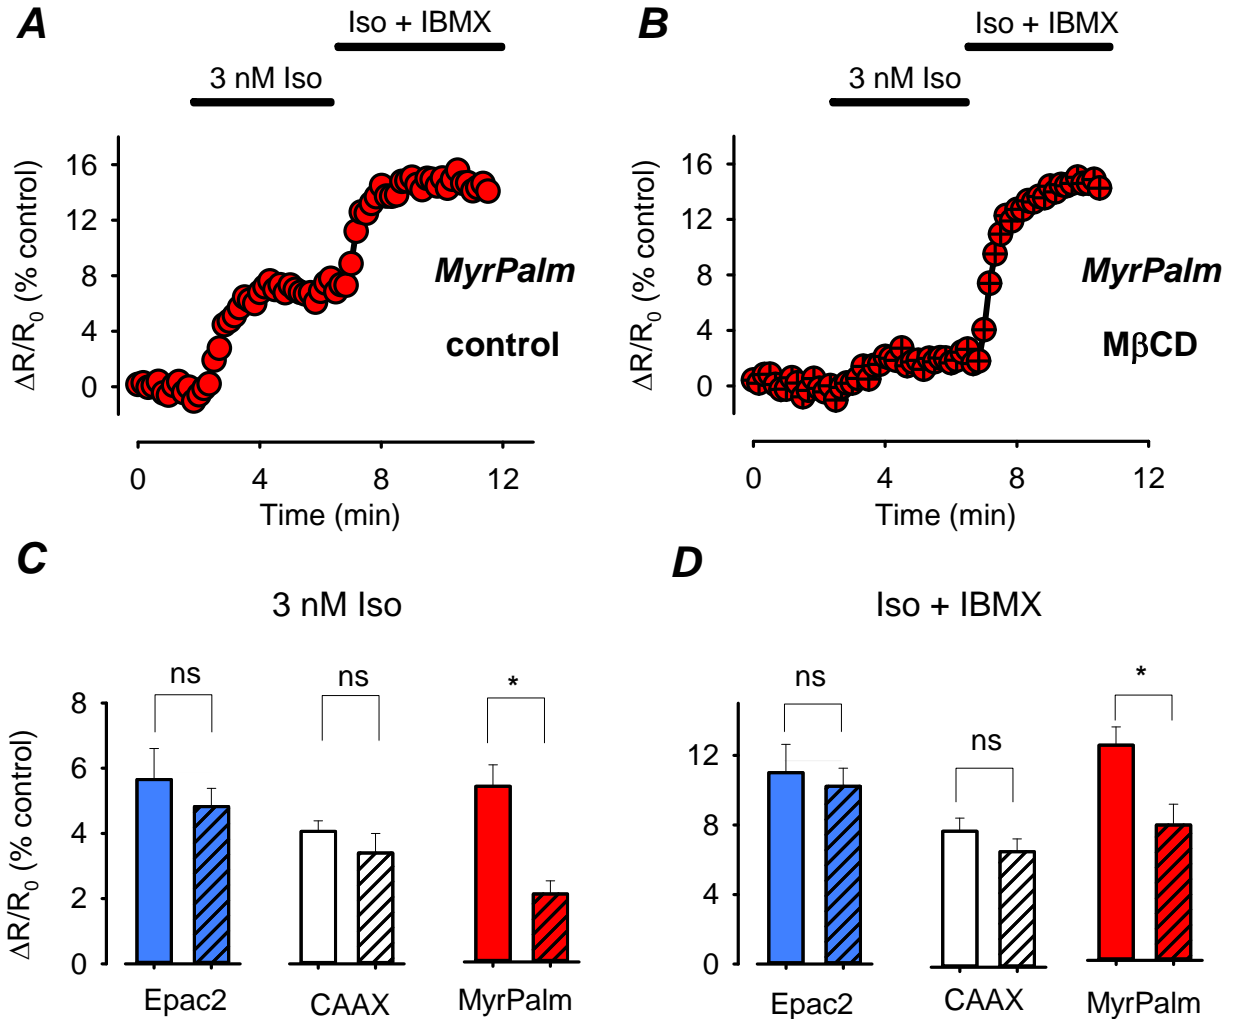 A
Iso + IBMX
3 nM Iso
ΔR/R0 (% control)
16
12
8
4
0
MyrPalm
control
0 4 8 12
Time (min)
B
Iso + IBMX
3 nM Iso
ΔR/R0 (% control)
16
12
8
4
0
MyrPalm
MβCD
0 4 8 12
Time (min)
C
3 nM Iso
ΔR/R0 (% control)
8
6
4
2
0
ns
ns
*
Epac2 CAAX MyrPalm
D
Iso + IBMX
12
8
4
0
ns
ns
*
Epac2 CAAX MyrPalm